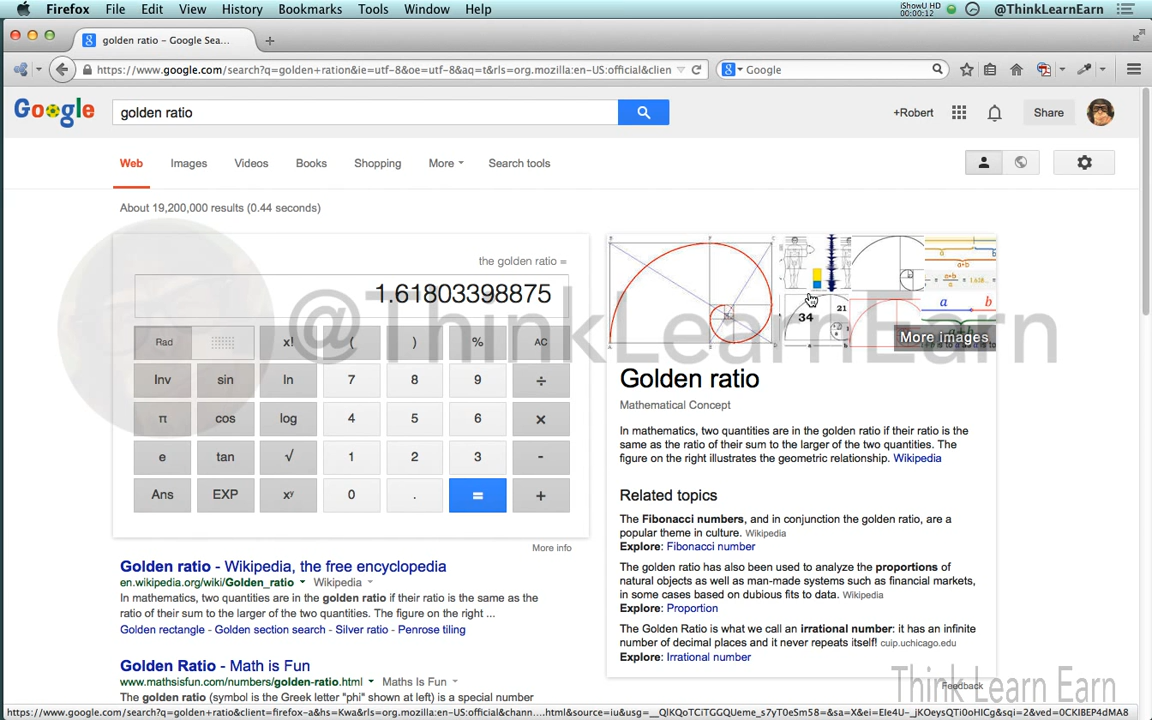 Firefox File Edit View History Bookmarks Tools Window Help
iShowU HD
00:00:12
@ThinkLearnEarn
golden ratio - Google Sea...
https://www.google.com/search?q=golden+ratio&ie=utf-8&oe=utf-8&aq=t&rls=org.mozilla:en-US:official&clien
Google
Google
golden ratio
+Robert
Share
Web Images Videos Books Shopping More Search tools
About 19,200,000 results (0.44 seconds)
the golden ratio =
1.61803398875
Rad x! ( ) % AC
Inv sin ln 7 8 9 ÷
π cos log 4 5 6 ×
e tan √ 1 2 3 -
Ans EXP xʸ 0 . = +
More info
@ThinkLearnEarn
34
21
a b
a+b
a b
More images
Golden ratio
Mathematical Concept
In mathematics, two quantities are in the golden ratio if their ratio is the
same as the ratio of their sum to the larger of the two quantities. The
figure on the right illustrates the geometric relationship. Wikipedia
Related topics
The Fibonacci numbers, and in conjunction the golden ratio, are a
popular theme in culture. Wikipedia
Explore: Fibonacci number
The golden ratio has also been used to analyze the proportions of
natural objects as well as man-made systems such as financial markets,
in some cases based on dubious fits to data. Wikipedia
Explore: Proportion
The Golden Ratio is what we call an irrational number: it has an infinite
number of decimal places and it never repeats itself! cuip.uchicago.edu
Explore: Irrational number
Feedback
Golden ratio - Wikipedia, the free encyclopedia
en.wikipedia.org/wiki/Golden_ratio Wikipedia
In mathematics, two quantities are in the golden ratio if their ratio is the same as the
ratio of their sum to the larger of the two quantities. The figure on the right ...
Golden rectangle - Golden section search - Silver ratio - Penrose tiling
Golden Ratio - Math is Fun
www.mathsisfun.com/numbers/golden-ratio.html Maths Is Fun
The golden ratio (symbol is the Greek letter "phi" shown at left) is a special number
Think Learn Earn